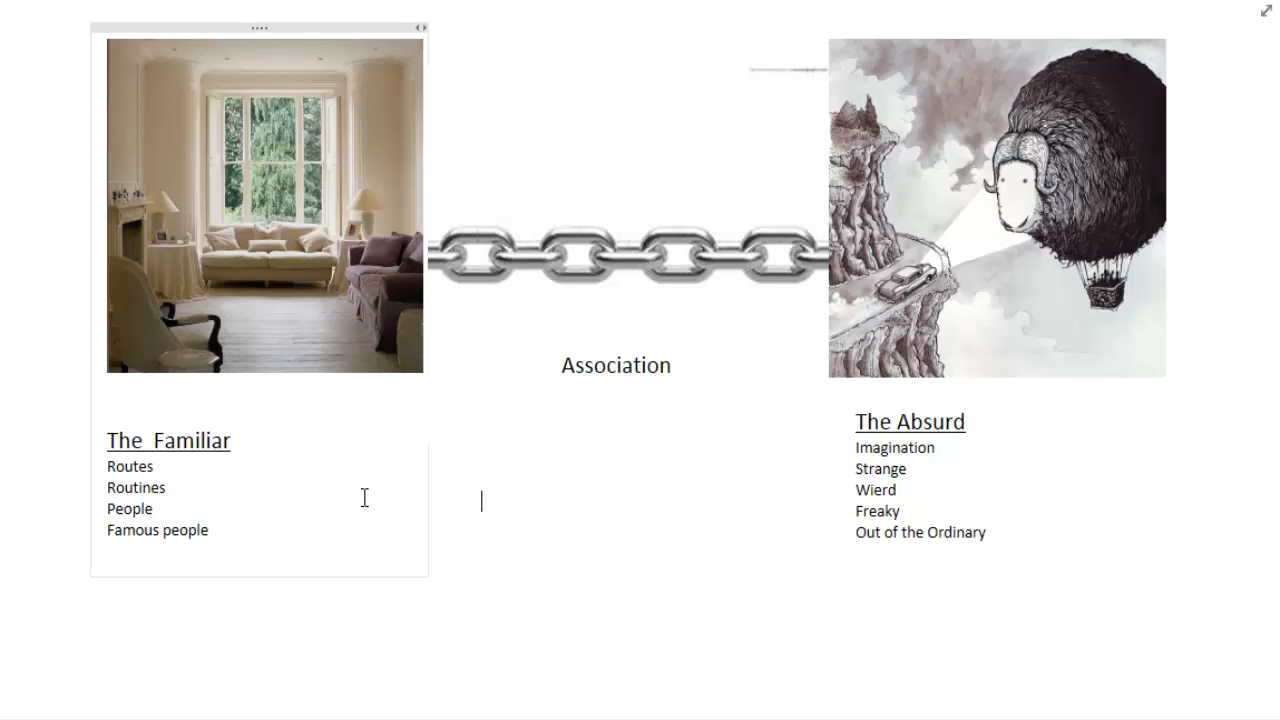 Association
The Familiar
Routes
Routines
People
Famous people
The Absurd
Imagination
Strange
Wierd
Freaky
Out of the Ordinary